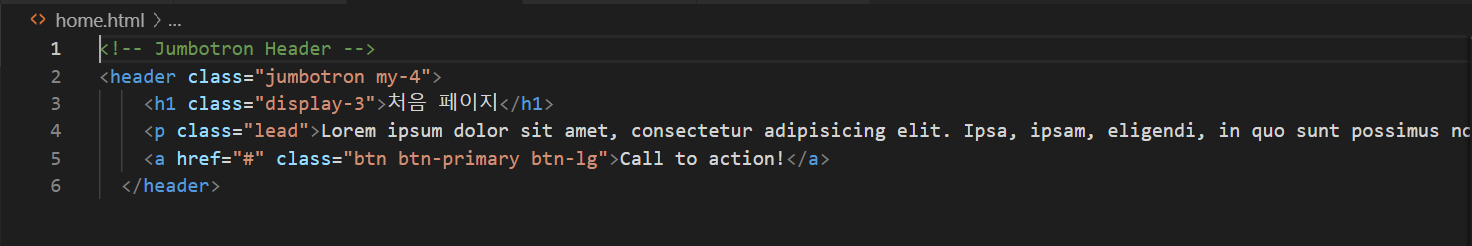 home.html > ...
1 <!-- Jumbotron Header -->
2 <header class="jumbotron my-4">
3 <h1 class="display-3">처음 페이지</h1>
4 <p class="lead">Lorem ipsum dolor sit amet, consectetur adipisicing elit. Ipsa, ipsam, eligendi, in quo sunt possimus
5 <a href="#" class="btn btn-primary btn-lg">Call to action!</a>
6 </header>